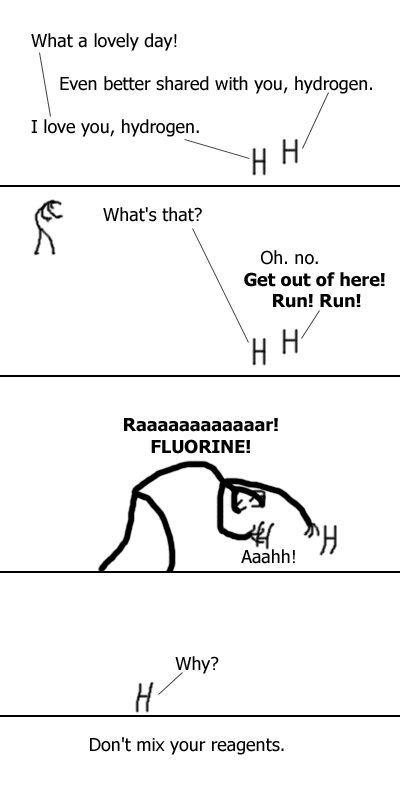 What a lovely day!
Even better shared with you, hydrogen.
I love you, hydrogen.
H H
What's that?
Oh. no.
Get out of here!
Run! Run!
H H
Raaaaaaaaaaaar!
FLUORINE!
H H
Aaahh!
Why?
H
Don't mix your reagents.